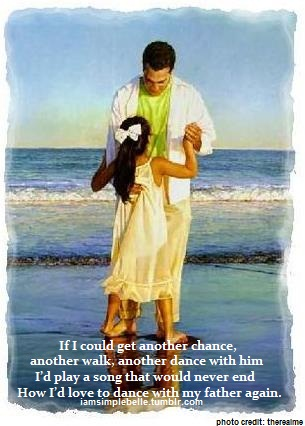 If I could get another chance,
another walk, another dance with him
I'd play a song that would never end
How I'd love to dance with my father again.
iamsimplebelle.tumblr.com
photo credit: therealma